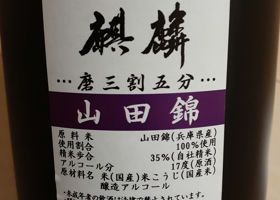 麒麟
…磨三割五分…
山田錦
原料米 山田錦(兵庫県産)
使用割合 100%使用
精米歩合 35%(自社精米)
アルコール分 17度(原酒)
原材料名 米(国産)米こうじ(国産米)
醸造アルコール